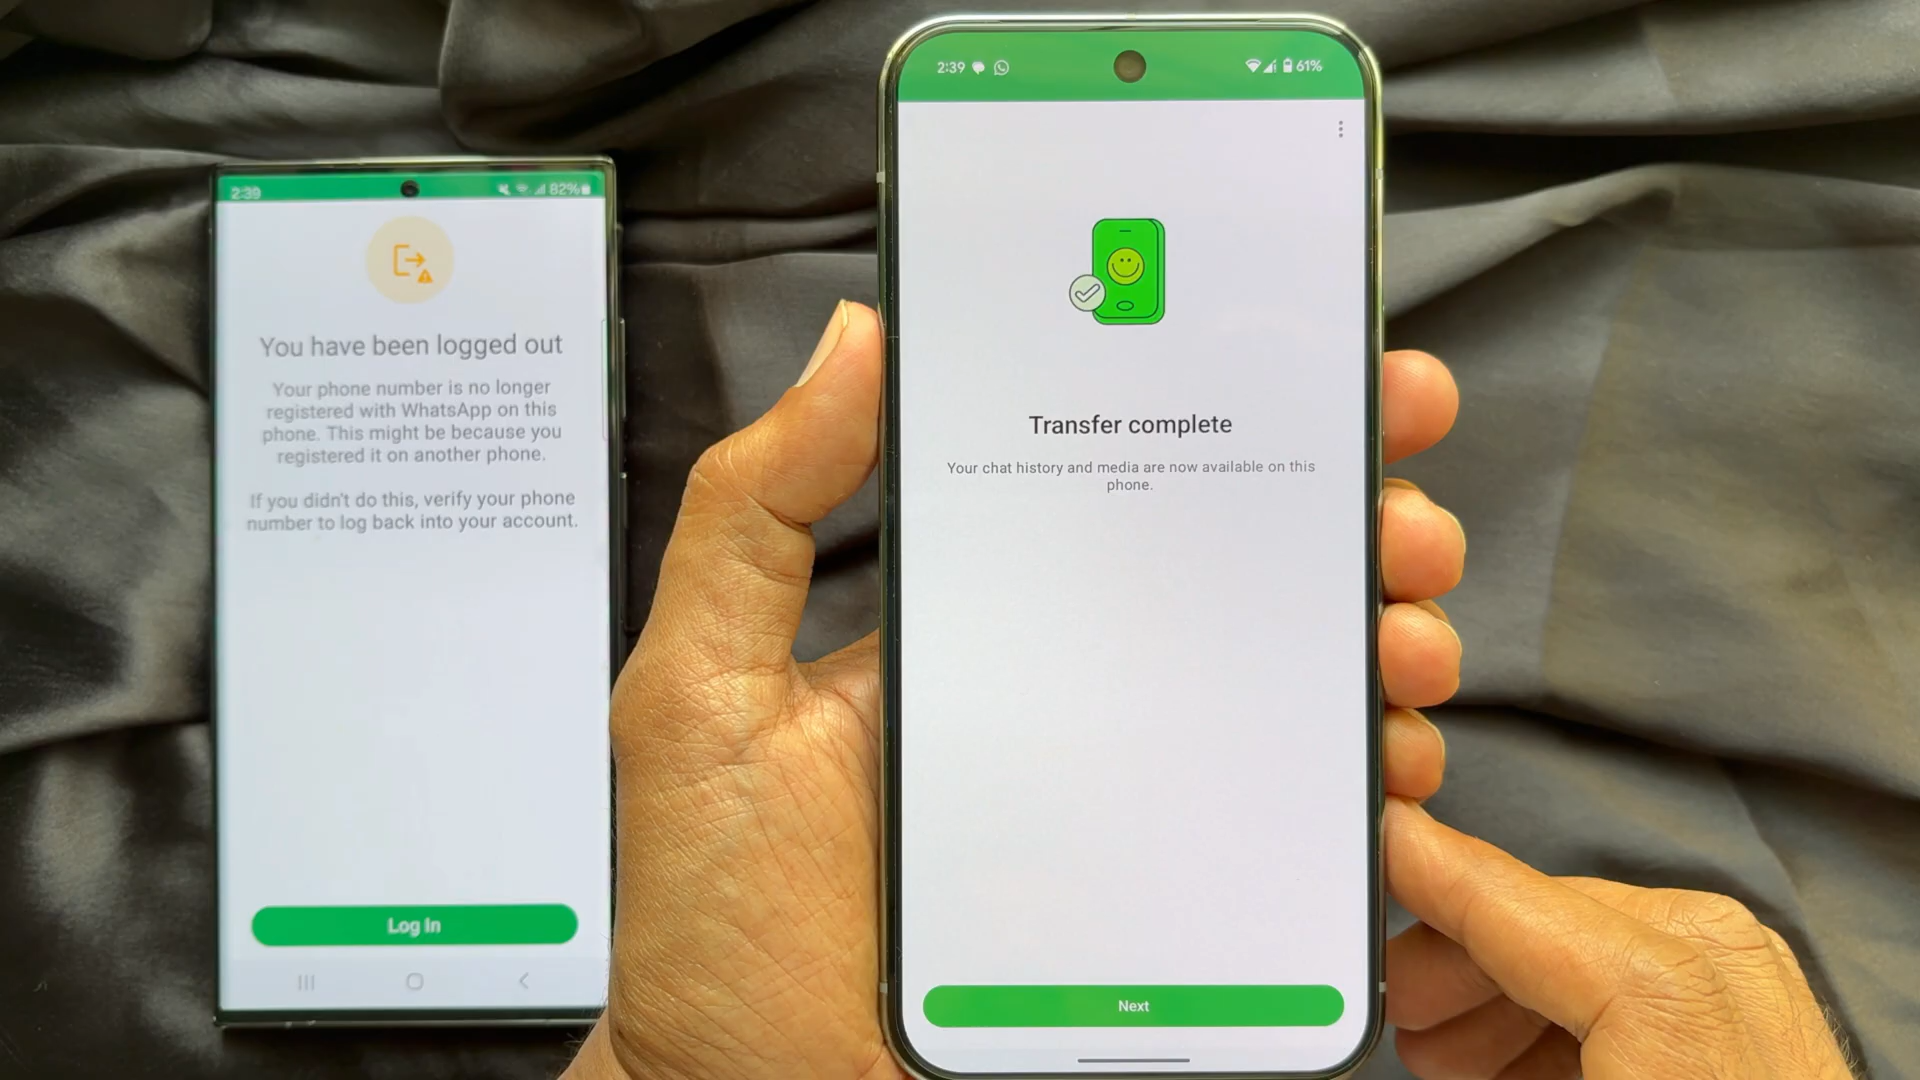 2:39
82%
You have been logged out
Your phone number is no longer
registered with WhatsApp on this
phone. This might be because you
registered it on another phone.
If you didn't do this, verify your phone
number to log back into your account.
Log In
2:39
61%
Transfer complete
Your chat history and media are now available on this
phone.
Next